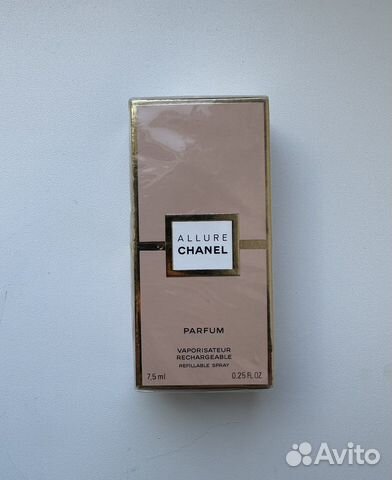 ALLURE
CHANEL
PARFUM
VAPORISATEUR
RECHARGEABLE
REFILLABLE SPRAY
7,5 ml 0.25 FL.OZ
Avito